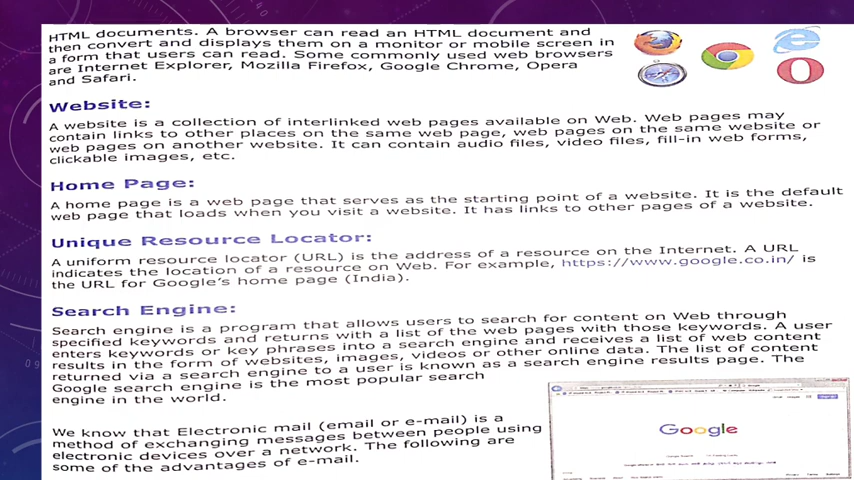 HTML documents. A browser can read an HTML document and
then convert and displays them on a monitor or mobile screen in
a form that users can read. Some commonly used web browsers
are Internet Explorer, Mozilla Firefox, Google Chrome, Opera
and Safari.
Website:
A website is a collection of interlinked web pages available on Web. Web pages may
contain links to other places on the same web page, web pages on the same website or
web pages on another website. It can contain audio files, video files, fill-in web forms,
clickable images, etc.
Home Page:
A home page is a web page that serves as the starting point of a website. It is the default
web page that loads when you visit a website. It has links to other pages of a website.
Unique Resource Locator:
A uniform resource locator (URL) is the address of a resource on the Internet. A URL
indicates the location of a resource on Web. For example, https://www.google.co.in/ is
the URL for Google's home page (India).
Search Engine:
Search engine is a program that allows users to search for content on Web through
specified keywords and returns with a list of the web pages with those keywords. A user
enters keywords or key phrases into a search engine and receives a list of web content
results in the form of websites, images, videos or other online data. The list of content
returned via a search engine to a user is known as a search engine results page. The
Google search engine is the most popular search
engine in the world.
Google
We know that Electronic mail (email or e-mail) is a
method of exchanging messages between people using
electronic devices over a network. The following are
some of the advantages of e-mail.